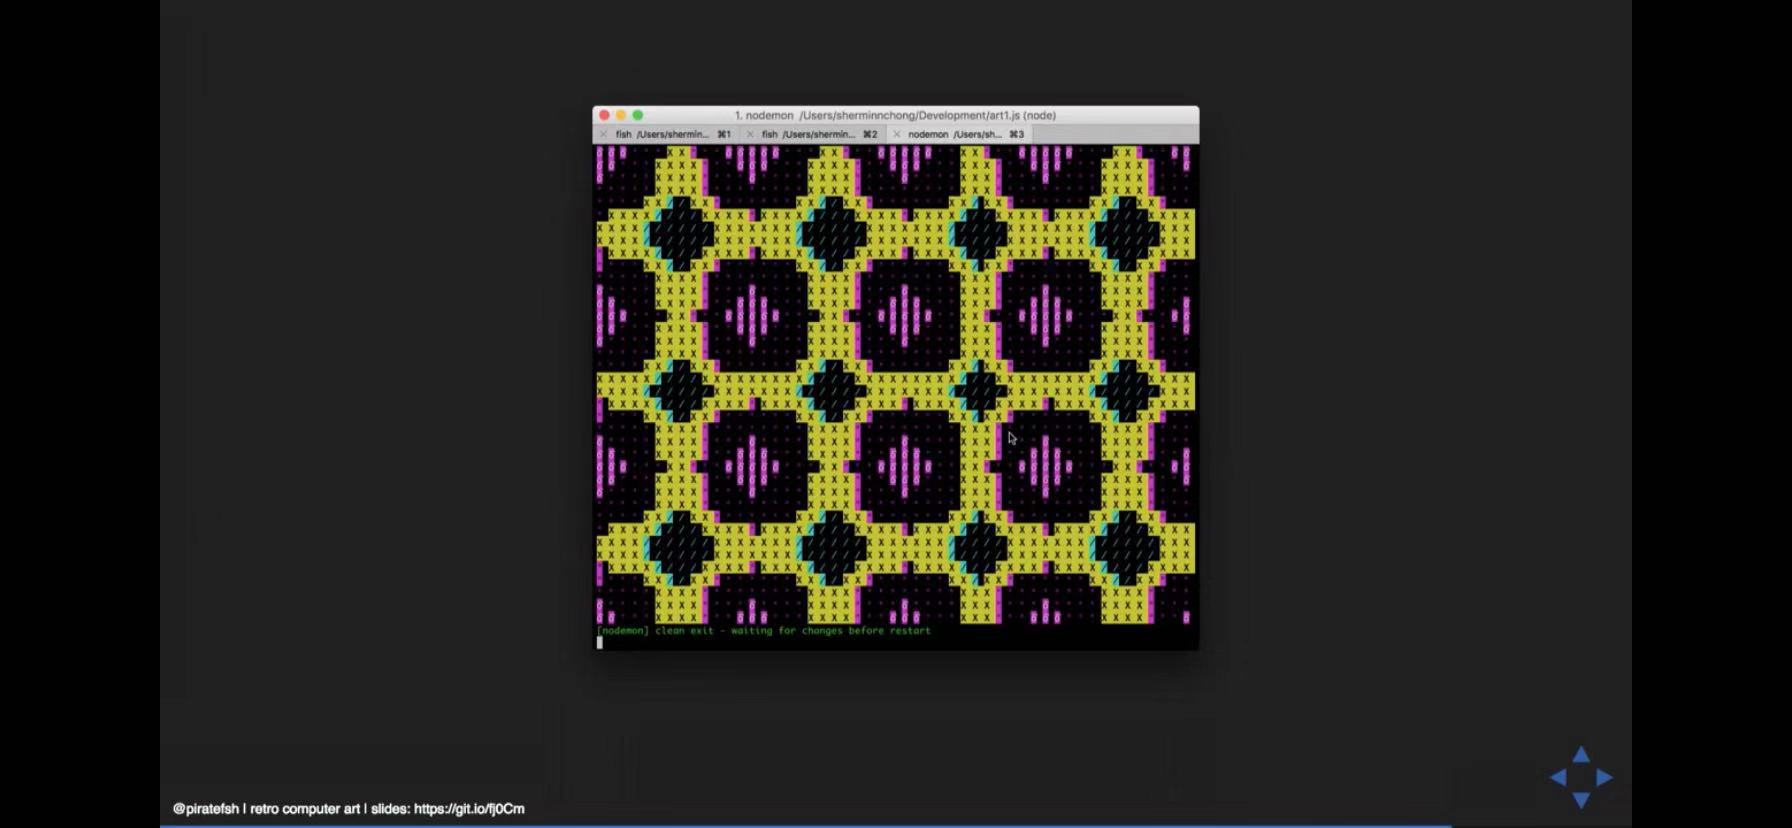 1. nodemon /Users/sherminnchong/Development/art1.js (node)
fish /Users/shermin... ⌘1 fish /Users/shermin... ⌘2 nodemon /Users/sh... ⌘3
[nodemon] clean exit - waiting for changes before restart
@piratefsh | retro computer art | slides: https://git.io/fj0Cm